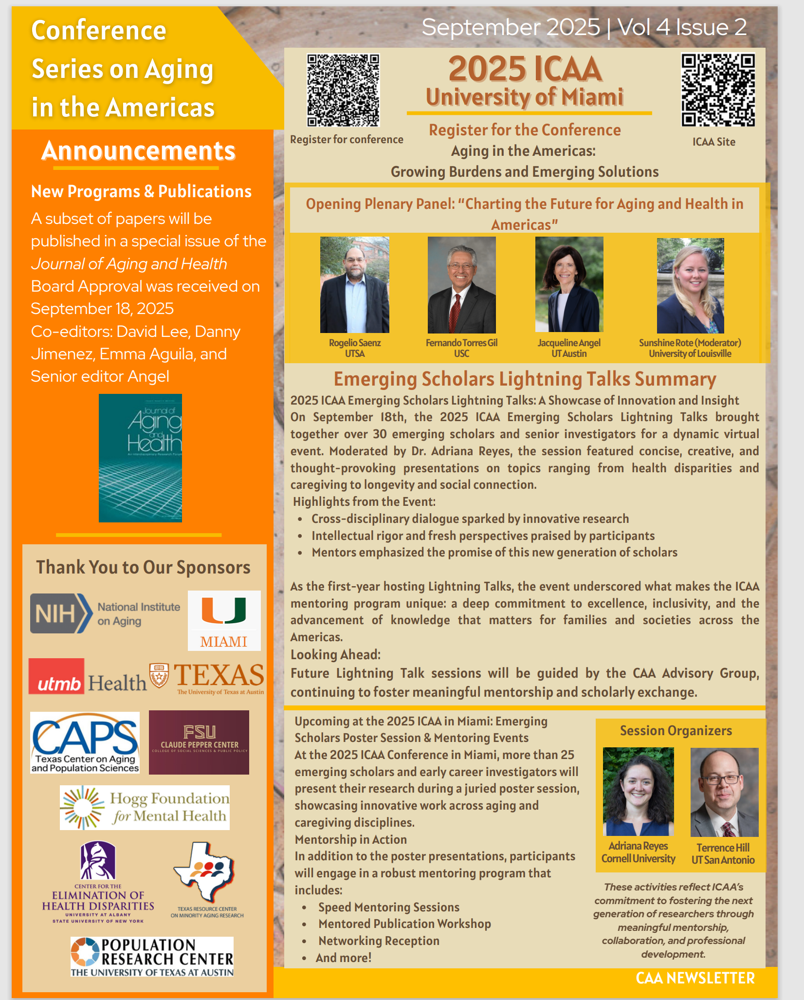 Conference
Series on Aging
in the Americas
September 2025 | Vol 4 Issue 2
Announcements
New Programs & Publications
A subset of papers will be
published in a special issue of the
Journal of Aging and Health
Board Approval was received on
September 18, 2025
Co-editors: David Lee, Danny
Jimenez, Emma Aguila, and
Senior editor Angel
Journal of
Aging
and
Health
An Interdisciplinary Research Forum
Thank You to Our Sponsors
NIH
National Institute
on Aging
MIAMI
utmb Health
TEXAS
The University of Texas at Austin
CAPS
Texas Center on Aging
and Population Sciences
FSU
CLAUDE PEPPER CENTER
COLLEGE OF SOCIAL SCIENCES & PUBLIC POLICY
Hogg Foundation
for Mental Health
CENTER FOR THE
ELIMINATION OF
HEALTH DISPARITIES
UNIVERSITY AT ALBANY
STATE UNIVERSITY OF NEW YORK
TEXAS RESOURCE CENTER
ON MINORITY AGING RESEARCH
POPULATION
RESEARCH CENTER
THE UNIVERSITY OF TEXAS AT AUSTIN
2025 ICAA
University of Miami
Register for conference
ICAA Site
Register for the Conference
Aging in the Americas:
Growing Burdens and Emerging Solutions
Opening Plenary Panel: “Charting the Future for Aging and Health in
Americas”
Rogelio Saenz
UTSA
Fernando Torres Gil
USC
Jacqueline Angel
UT Austin
Sunshine Rote (Moderator)
University of Louisville
Emerging Scholars Lightning Talks Summary
2025 ICAA Emerging Scholars Lightning Talks: A Showcase of Innovation and Insight
On September 18th, the 2025 ICAA Emerging Scholars Lightning Talks brought
together over 30 emerging scholars and senior investigators for a dynamic virtual
event. Moderated by Dr. Adriana Reyes, the session featured concise, creative, and
thought-provoking presentations on topics ranging from health disparities and
caregiving to longevity and social connection.
Highlights from the Event:
• Cross-disciplinary dialogue sparked by innovative research
• Intellectual rigor and fresh perspectives praised by participants
• Mentors emphasized the promise of this new generation of scholars
As the first-year hosting Lightning Talks, the event underscored what makes the ICAA
mentoring program unique: a deep commitment to excellence, inclusivity, and the
advancement of knowledge that matters for families and societies across the
Americas.
Looking Ahead:
Future Lightning Talk sessions will be guided by the CAA Advisory Group,
continuing to foster meaningful mentorship and scholarly exchange.
Upcoming at the 2025 ICAA in Miami: Emerging
Scholars Poster Session & Mentoring Events
At the 2025 ICAA Conference in Miami, more than 25
emerging scholars and early career investigators will
present their research during a juried poster session,
showcasing innovative work across aging and
caregiving disciplines.
Mentorship in Action
In addition to the poster presentations, participants
will engage in a robust mentoring program that
includes:
• Speed Mentoring Sessions
• Mentored Publication Workshop
• Networking Reception
• And more!
Session Organizers
Adriana Reyes
Cornell University
Terrence Hill
UT San Antonio
These activities reflect ICAA’s
commitment to fostering the next
generation of researchers through
meaningful mentorship,
collaboration, and professional
development.
CAA NEWSLETTER